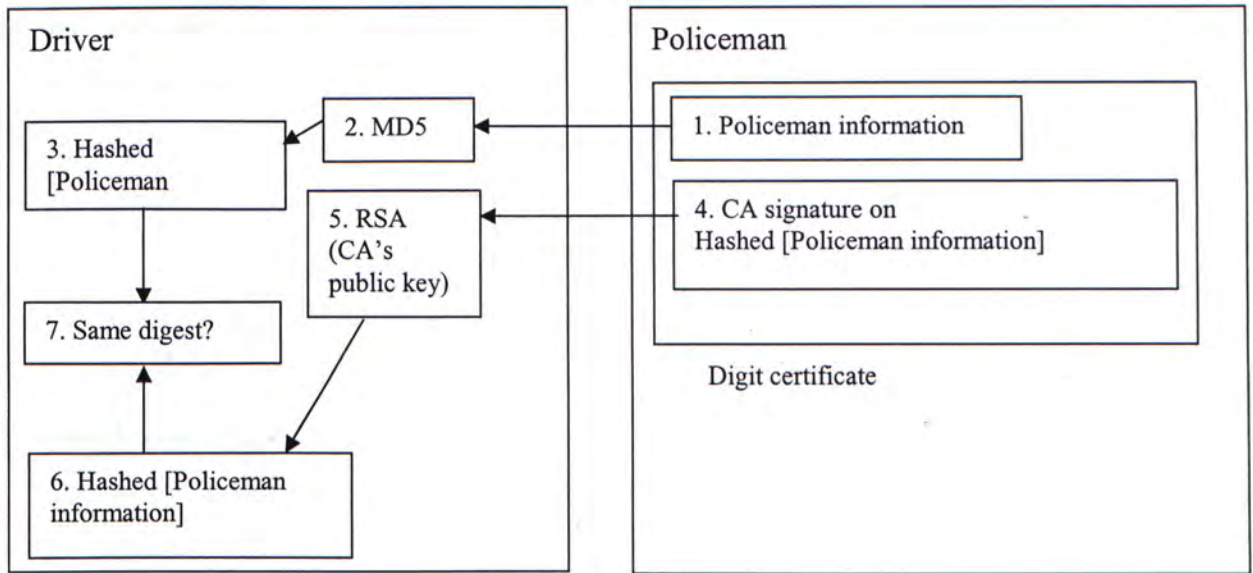 Driver
Policeman
2. MD5
1. Policeman information
3. Hashed
[Policeman
5. RSA
(CA's
public key)
4. CA signature on
Hashed [Policeman information]
7. Same digest?
Digit certificate
6. Hashed [Policeman
information]